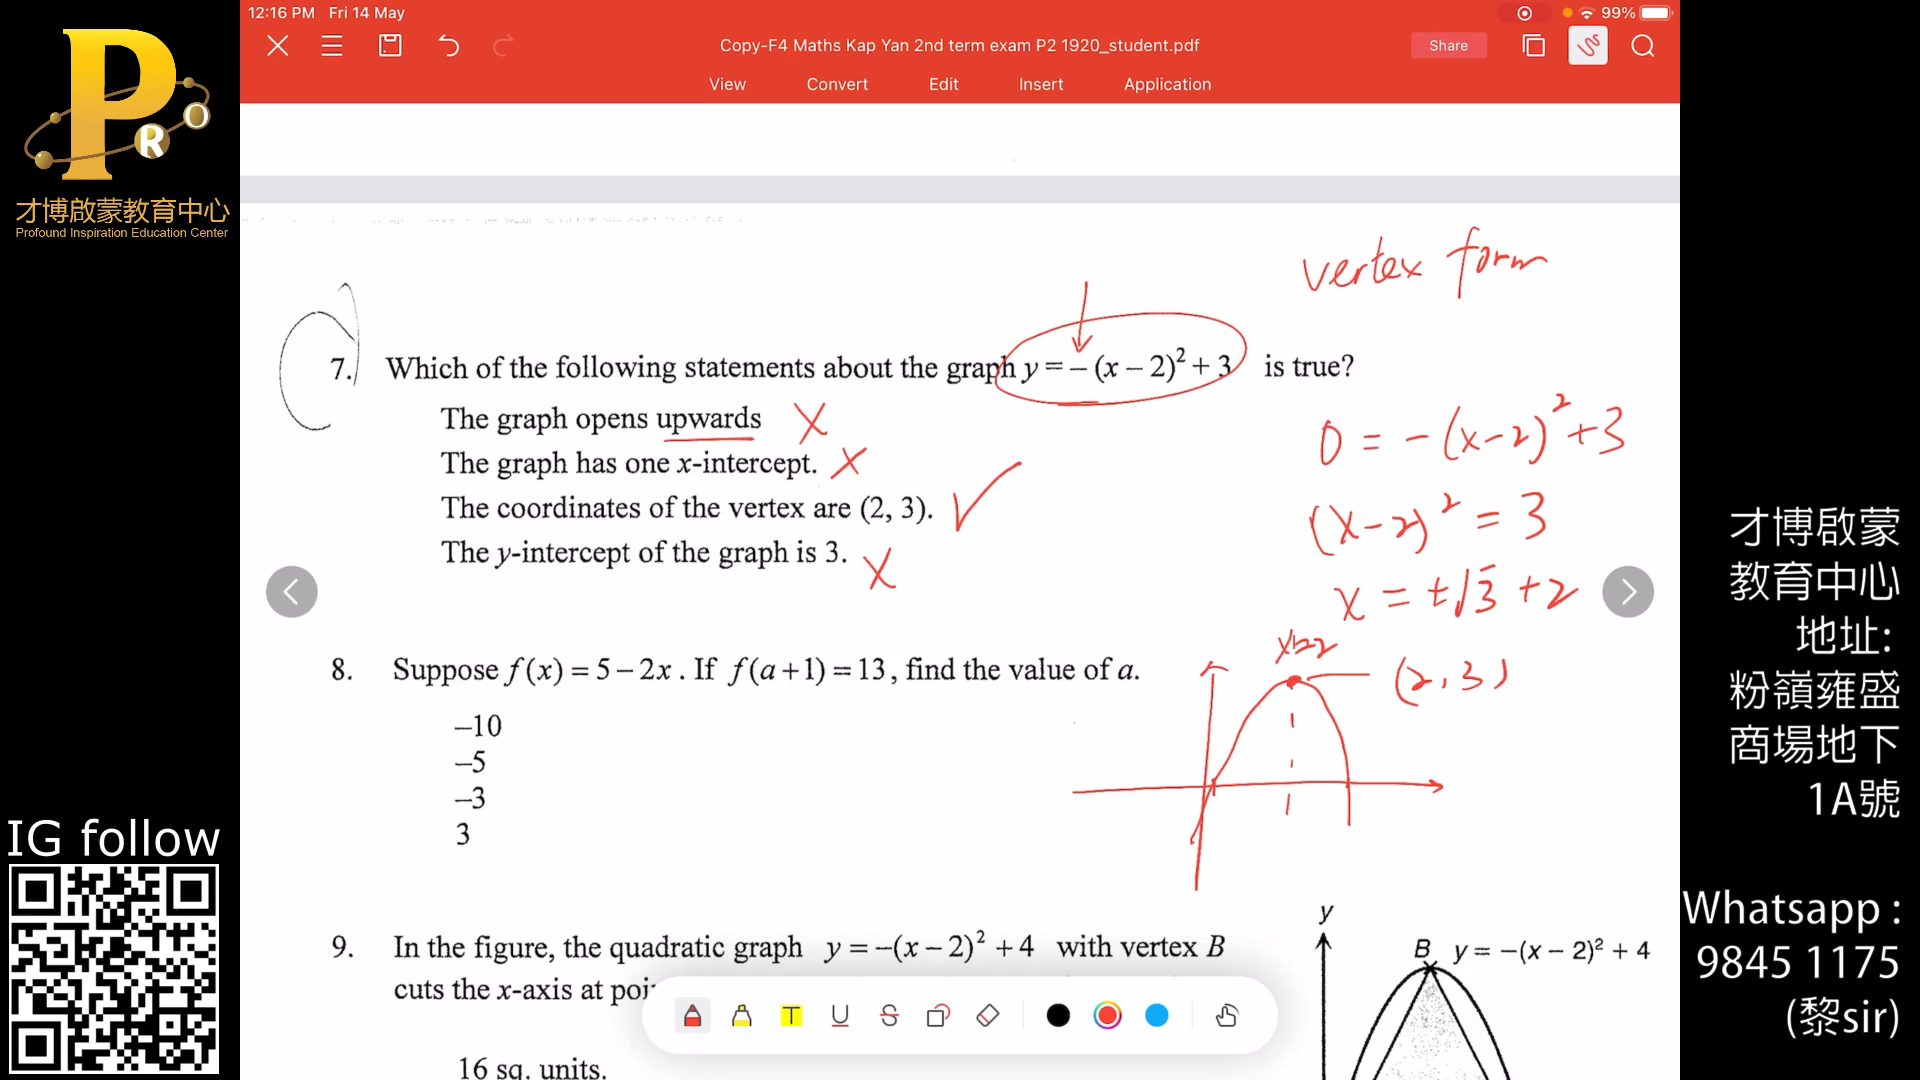 12:16 PM Fri 14 May
99%
Copy-F4 Maths Kap Yan 2nd term exam P2 1920_student.pdf
Share
View Convert Edit Insert Application
P R O
才博啟蒙教育中心
Profound Inspiration Education Center
vertex form
7. Which of the following statements about the graph y = – (x – 2)² + 3 is true?
The graph opens upwards X
The graph has one x-intercept. X
The coordinates of the vertex are (2, 3). ✓
The y-intercept of the graph is 3. X
0 = -(x-2)² +3
(x-2)² = 3
x = ±√3 +2
x=2
(2,3)
8. Suppose f(x) = 5 – 2x . If f(a+1) = 13, find the value of a.
–10
–5
–3
3
9. In the figure, the quadratic graph y = –(x – 2)² + 4 with vertex B
cuts the x-axis at poi
16 sq. units.
y
B y = –(x – 2)² + 4
T U S
IG follow
才博啟蒙
教育中心
地址:
粉嶺雍盛
商場地下
1A號
Whatsapp :
9845 1175
(黎sir)